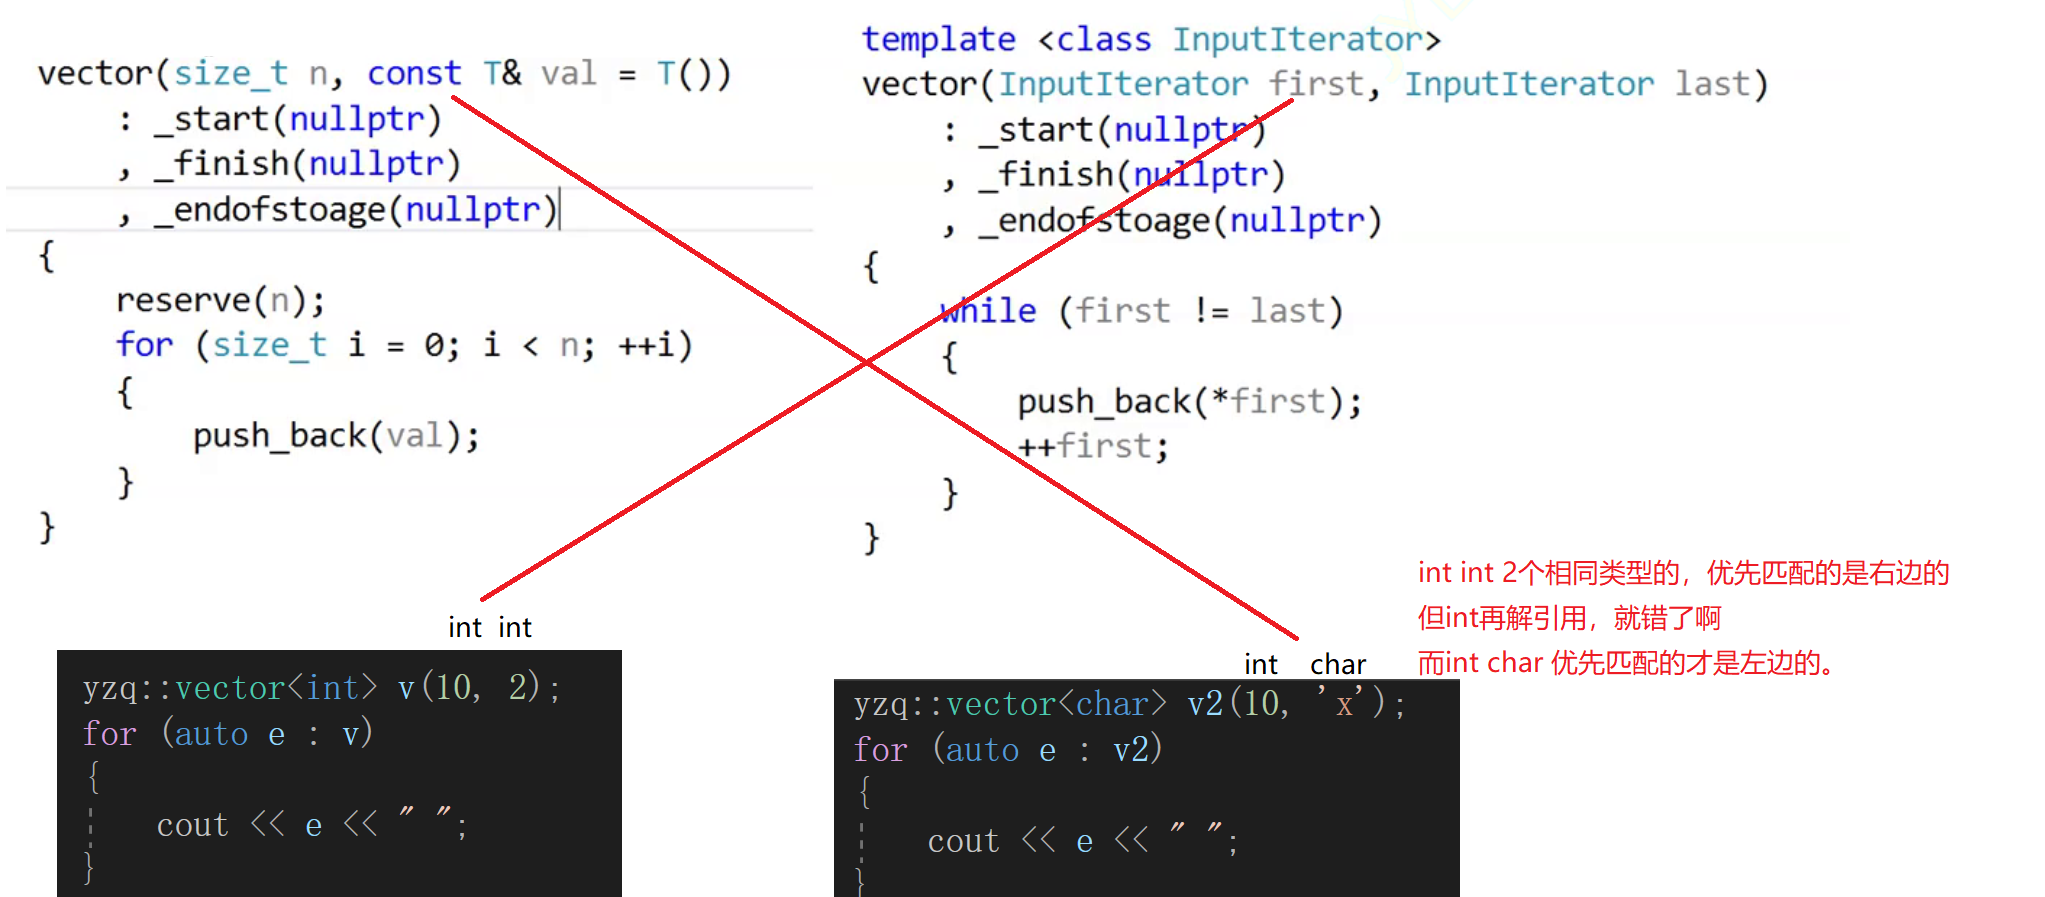 vector(size_t n, const T& val = T())
: _start(nullptr)
, _finish(nullptr)
, _endofstoage(nullptr)
{
reserve(n);
for (size_t i = 0; i < n; ++i)
{
push_back(val);
}
}
template <class InputIterator>
vector(InputIterator first, InputIterator last)
: _start(nullptr)
, _finish(nullptr)
, _endofstoage(nullptr)
{
while (first != last)
{
push_back(*first);
++first;
}
}
int int
yzq::vector<int> v(10, 2);
for (auto e : v)
{
cout << e << " ";
}
int char
yzq::vector<char> v2(10, 'x');
for (auto e : v2)
{
cout << e << " ";
}
int int 2个相同类型的，优先匹配的是右边的
但int再解引用，就错了啊
而int char 优先匹配的才是左边的。